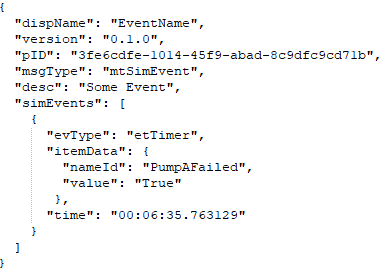 {
  "dispName": "EventName",
  "version": "0.1.0",
  "pID": "3fe6cdfe-1014-45f9-abad-8c9dfc9cd71b",
  "msgType": "mtSimEvent",
  "desc": "Some Event",
  "simEvents": [
    {
      "evType": "etTimer",
      "itemData": {
        "nameId": "PumpAFailed",
        "value": "True"
       },
      "time": "00:06:35.763129"
    }
  ]
}